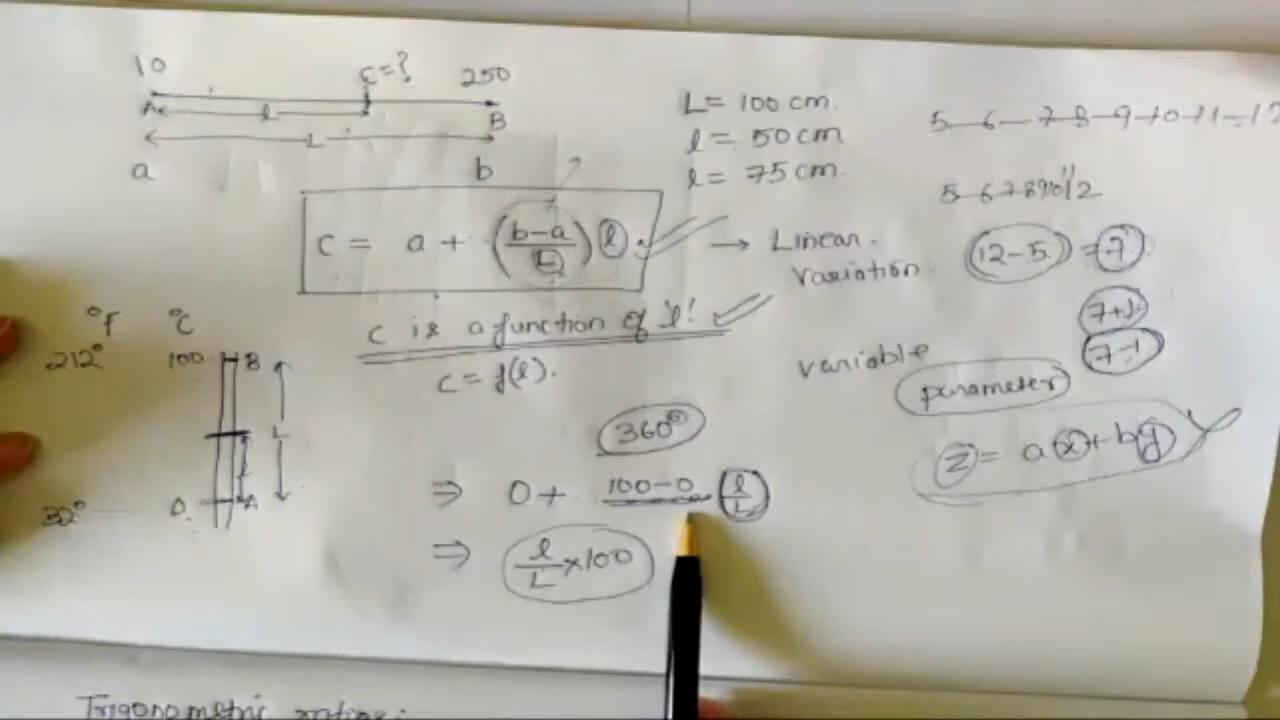 10 C=? 250
A l B
L
a b
L = 100 cm.
l = 50 cm
l = 75 cm
C = a + (b-a/L) l.
→ Linear
variation
C is a function of l!
C = f(l).
360°
⇒ 0 + 100-0 l/L
⇒ l/L × 100
°F °C
212° 100 B
L
l
32° 0 A
5 6 7 8 9 10 11 12
5 6 7 8 9 10 11 12
12-5 = 7
7+1
7-1
variable
parameter
z = ax + by
Trigonometric ratios: